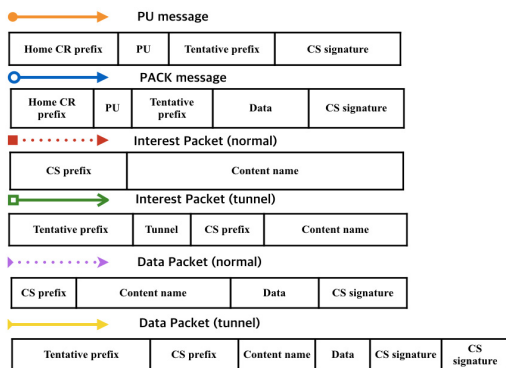 PU message
Home CR prefix PU Tentative prefix CS signature
PACK message
Home CR prefix PU Tentative prefix Data CS signature
Interest Packet (normal)
CS prefix Content name
Interest Packet (tunnel)
Tentative prefix Tunnel CS prefix Content name
Data Packet (normal)
CS prefix Content name Data CS signature
Data Packet (tunnel)
Tentative prefix CS prefix Content name Data CS signature CS signature